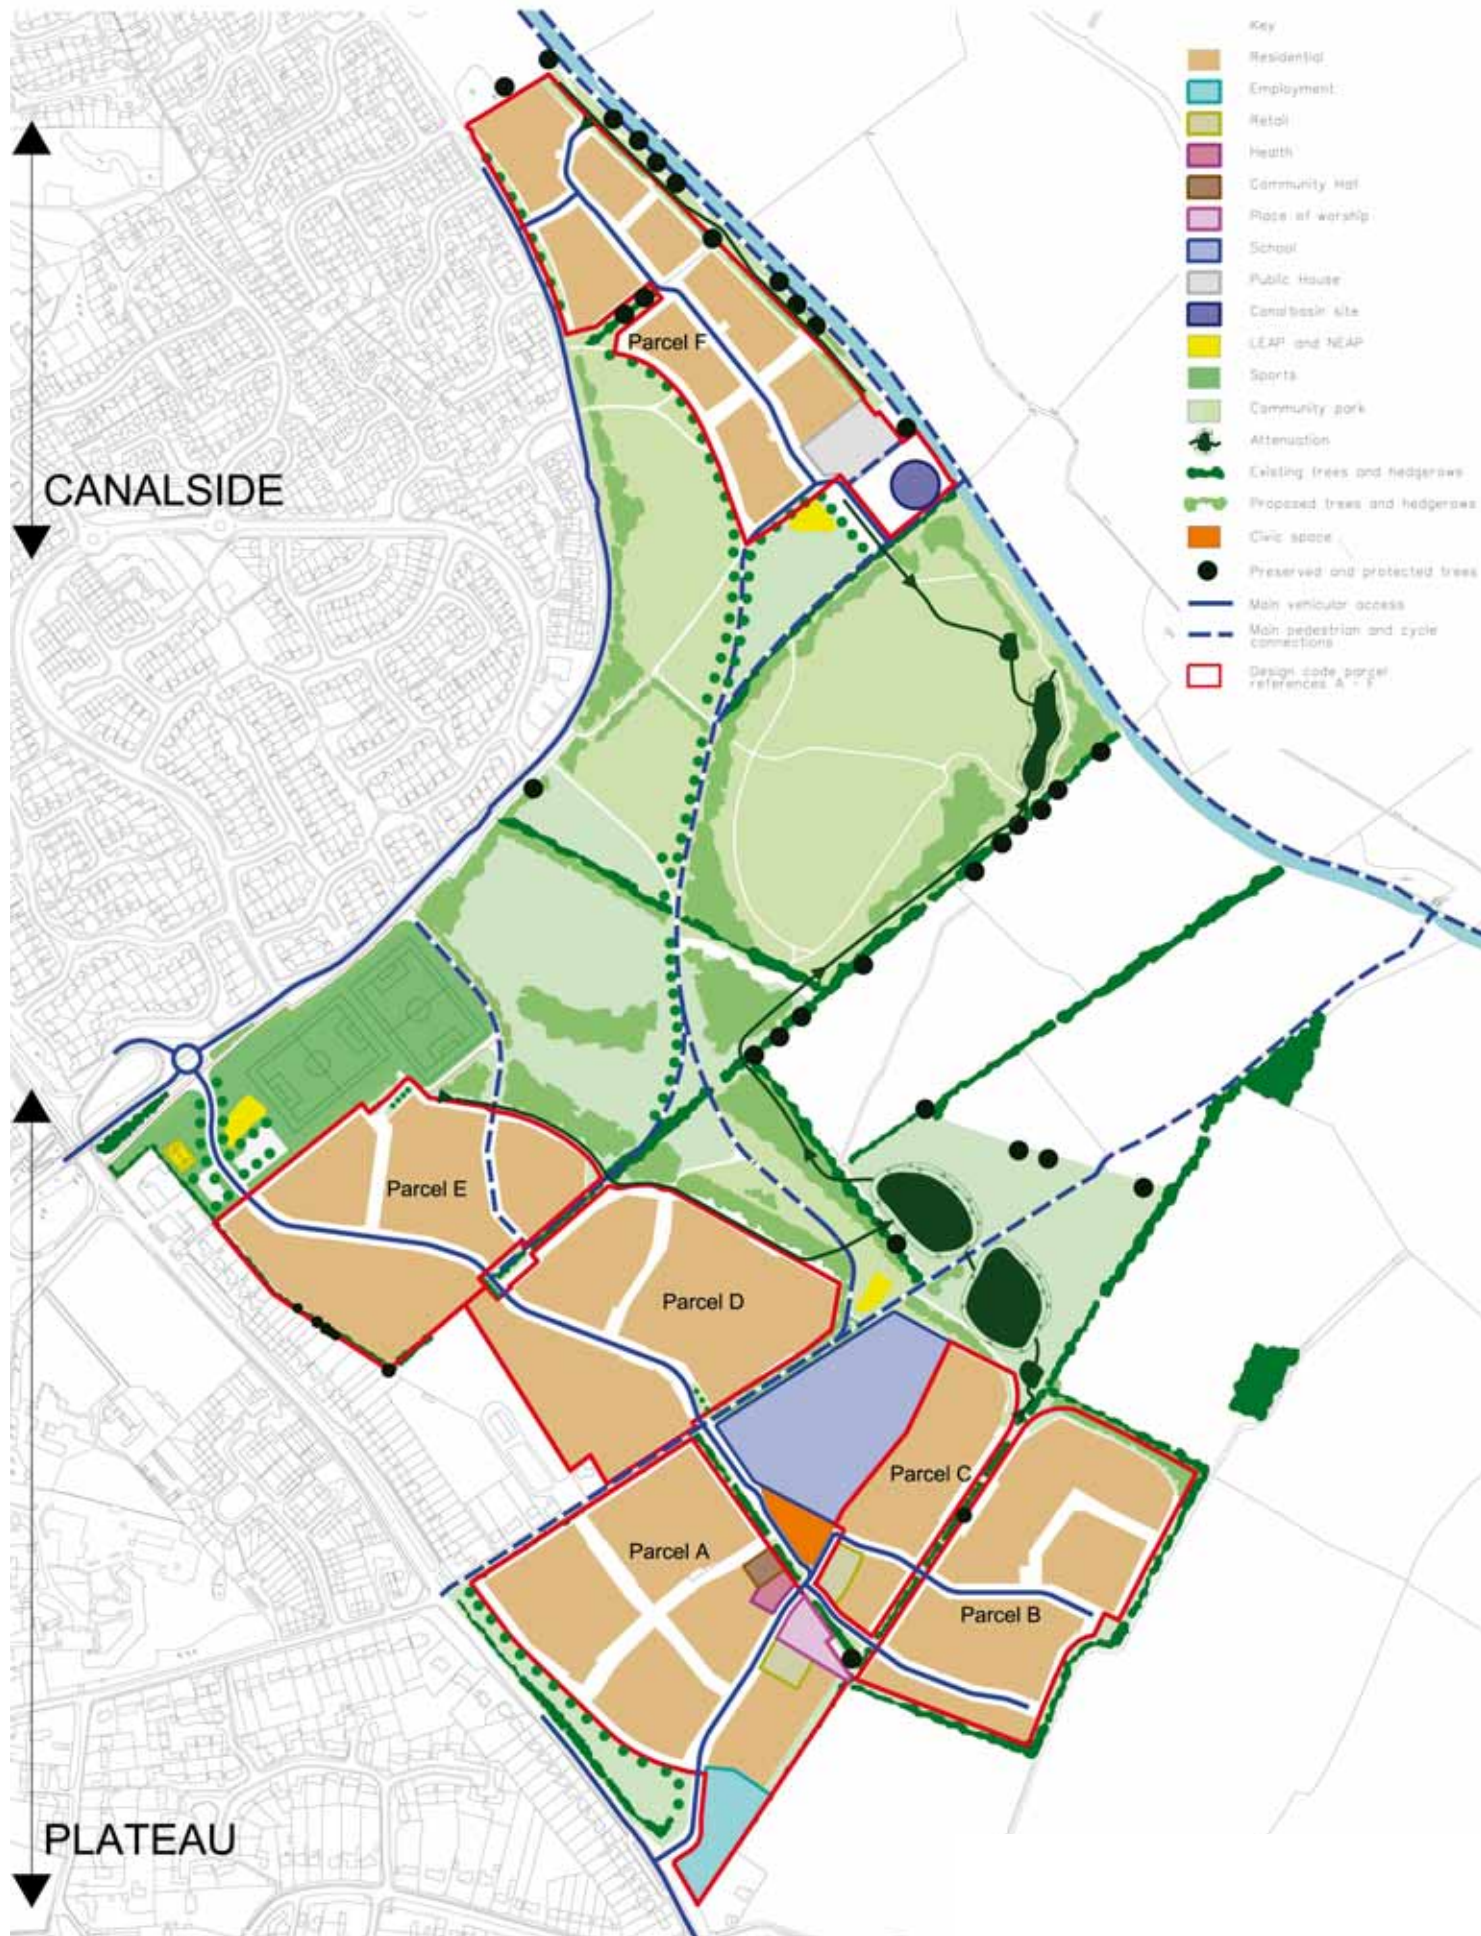 Key
Residential
Employment
Retail
Health
Community Hall
Place of worship
School
Public House
Canal basin site
LEAP and NEAP
Sports
Community park
Attenuation
Existing trees and hedgerows
Proposed trees and hedgerows
Civic space
Preserved and protected trees
Main vehicular access
Main pedestrian and cycle
connections
Design code parcel
references A - F
Parcel F
CANALSIDE
Parcel E
Parcel D
Parcel C
Parcel A
Parcel B
PLATEAU